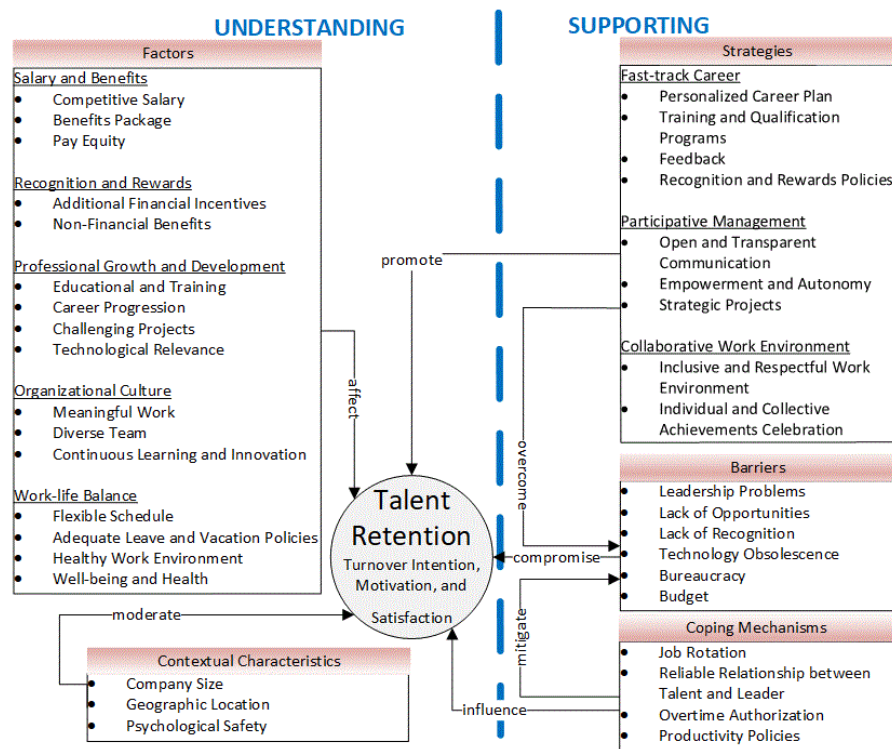 UNDERSTANDING
SUPPORTING
Factors
Salary and Benefits
● Competitive Salary
● Benefits Package
● Pay Equity
Recognition and Rewards
● Additional Financial Incentives
● Non-Financial Benefits
Professional Growth and Development
● Educational and Training
● Career Progression
● Challenging Projects
● Technological Relevance
Organizational Culture
● Meaningful Work
● Diverse Team
● Continuous Learning and Innovation
Work-life Balance
● Flexible Schedule
● Adequate Leave and Vacation Policies
● Healthy Work Environment
● Well-being and Health
moderate
Contextual Characteristics
● Company Size
● Geographic Location
● Psychological Safety
affect
promote
Talent
Retention
Turnover Intention,
Motivation, and
Satisfaction
overcome
compromise
mitigate
influence
Strategies
Fast-track Career
● Personalized Career Plan
● Training and Qualification
Programs
● Feedback
● Recognition and Rewards Policies
Participative Management
● Open and Transparent
Communication
● Empowerment and Autonomy
● Strategic Projects
Collaborative Work Environment
● Inclusive and Respectful Work
Environment
● Individual and Collective
Achievements Celebration
Barriers
● Leadership Problems
● Lack of Opportunities
● Lack of Recognition
● Technology Obsolescence
● Bureaucracy
● Budget
Coping Mechanisms
● Job Rotation
● Reliable Relationship between
Talent and Leader
● Overtime Authorization
● Productivity Policies